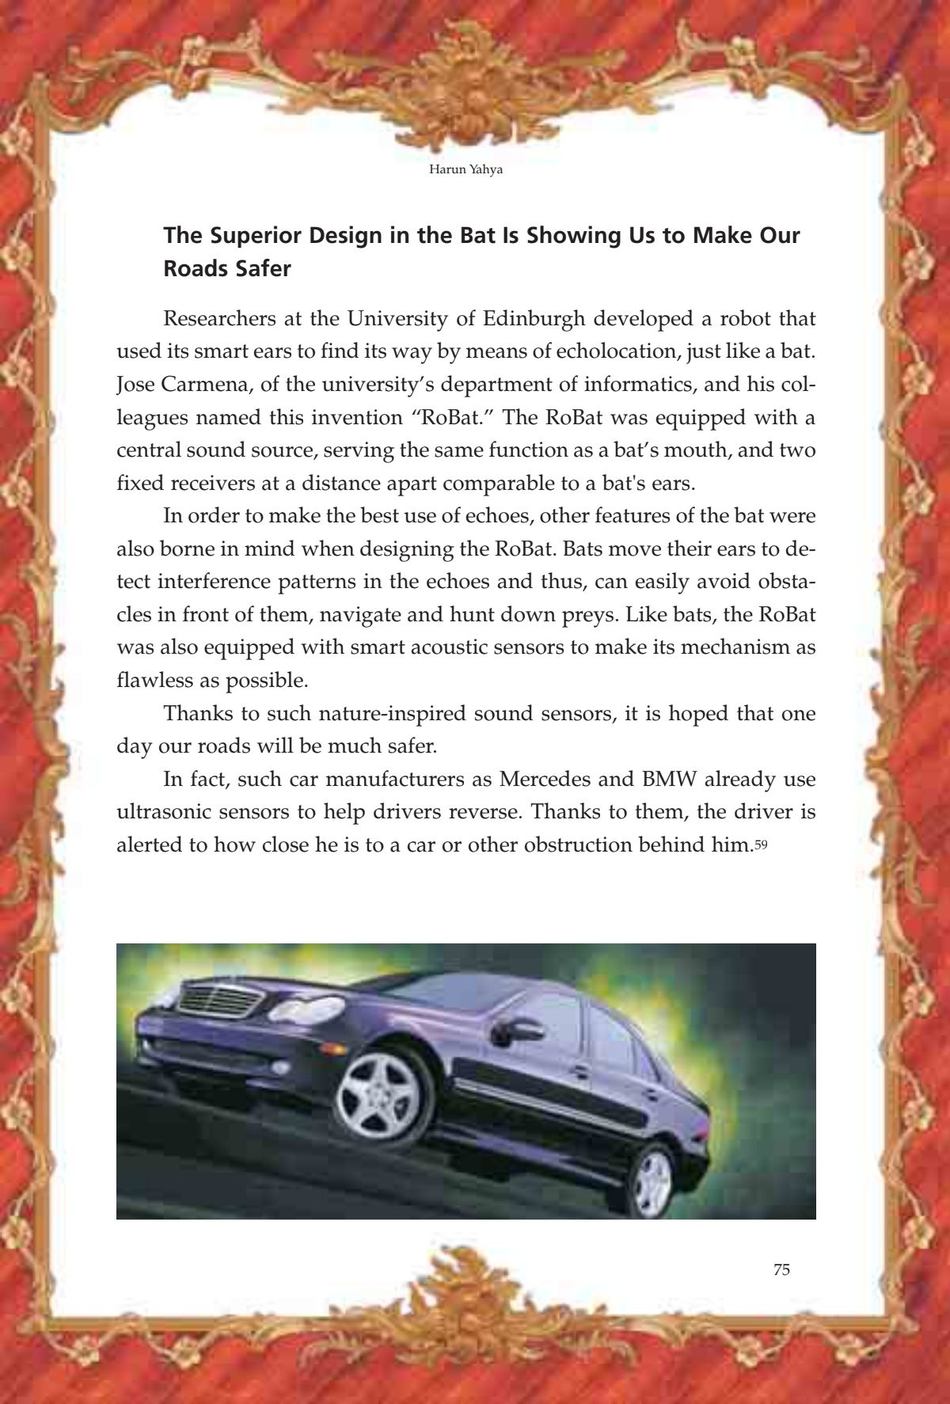 Harun Yahya
The Superior Design in the Bat Is Showing Us to Make Our
Roads Safer
Researchers at the University of Edinburgh developed a robot that
used its smart ears to find its way by means of echolocation, just like a bat.
Jose Carmena, of the university’s department of informatics, and his col-
leagues named this invention “RoBat.” The RoBat was equipped with a
central sound source, serving the same function as a bat’s mouth, and two
fixed receivers at a distance apart comparable to a bat's ears.
In order to make the best use of echoes, other features of the bat were
also borne in mind when designing the RoBat. Bats move their ears to de-
tect interference patterns in the echoes and thus, can easily avoid obsta-
cles in front of them, navigate and hunt down preys. Like bats, the RoBat
was also equipped with smart acoustic sensors to make its mechanism as
flawless as possible.
Thanks to such nature-inspired sound sensors, it is hoped that one
day our roads will be much safer.
In fact, such car manufacturers as Mercedes and BMW already use
ultrasonic sensors to help drivers reverse. Thanks to them, the driver is
alerted to how close he is to a car or other obstruction behind him.59
75